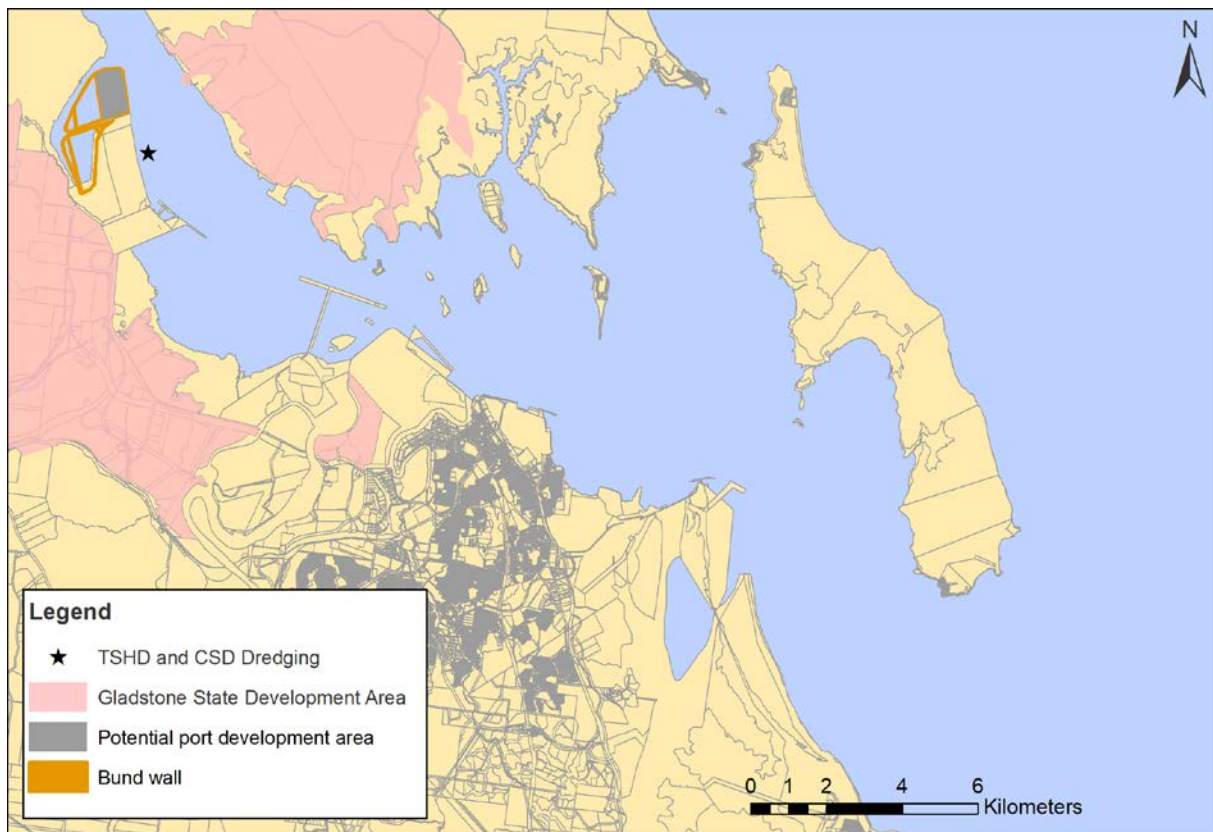 N
Legend
TSHD and CSD Dredging
Gladstone State Development Area
Potential port development area
Bund wall
0 1 2 4 6
Kilometers